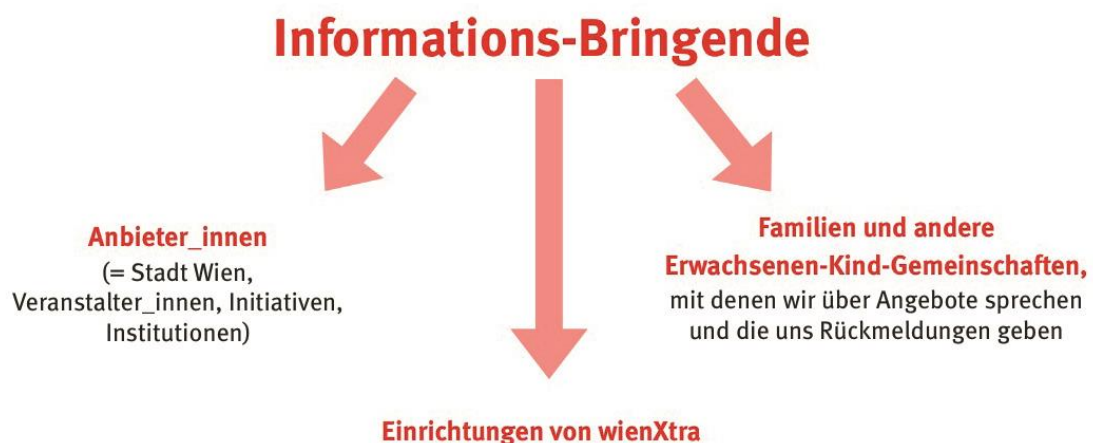 Informations-Bringende
Anbieter_innen
(= Stadt Wien,
Veranstalter_innen, Initiativen,
Institutionen)
Familien und andere
Erwachsenen-Kind-Gemeinschaften,
mit denen wir über Angebote sprechen
und die uns Rückmeldungen geben
Einrichtungen von wienXtra